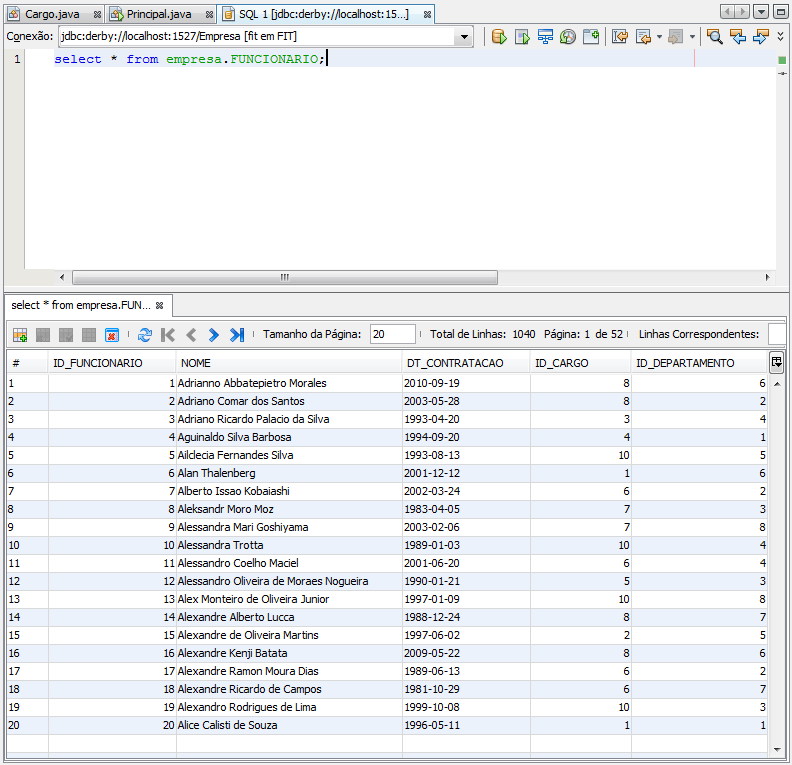 Cargo.java Principal.java SQL 1 [jdbc:derby://localhost:15...]
Conexão: jdbc:derby://localhost:1527/Empresa [fit em FIT]
1 select * from empresa.FUNCIONARIO;
select * from empresa.FUN...
Tamanho da Página: 20 Total de Linhas: 1040 Página: 1 de 52 Linhas Correspondentes:
# ID_FUNCIONARIO NOME DT_CONTRATACAO ID_CARGO ID_DEPARTAMENTO
1 1 Adrianno Abbatepietro Morales 2010-09-19 8 6
2 2 Adriano Comar dos Santos 2003-05-28 8 2
3 3 Adriano Ricardo Palacio da Silva 1993-04-20 3 4
4 4 Aguinaldo Silva Barbosa 1994-09-20 4 1
5 5 Ailclecia Fernandes Silva 1993-08-13 10 5
6 6 Alan Thalenberg 2001-12-12 1 6
7 7 Alberto Issao Kobaiashi 2002-03-24 6 2
8 8 Aleksandr Moro Moz 1983-04-05 7 3
9 9 Alessandra Mari Goshiyama 2003-02-06 7 8
10 10 Alessandra Trotta 1989-01-03 10 4
11 11 Alessandro Coelho Maciel 2001-06-20 6 4
12 12 Alessandro Oliveira de Moraes Nogueira 1990-01-21 5 3
13 13 Alex Monteiro de Oliveira Junior 1997-01-09 10 8
14 14 Alexandre Alberto Lucca 1988-12-24 8 7
15 15 Alexandre de Oliveira Martins 1997-06-02 2 5
16 16 Alexandre Kenji Batata 2009-05-22 8 6
17 17 Alexandre Ramon Moura Dias 1989-06-13 6 2
18 18 Alexandre Ricardo de Campos 1981-10-29 6 7
19 19 Alexandro Rodrigues de Lima 1999-10-08 10 3
20 20 Alice Calisti de Souza 1996-05-11 1 1